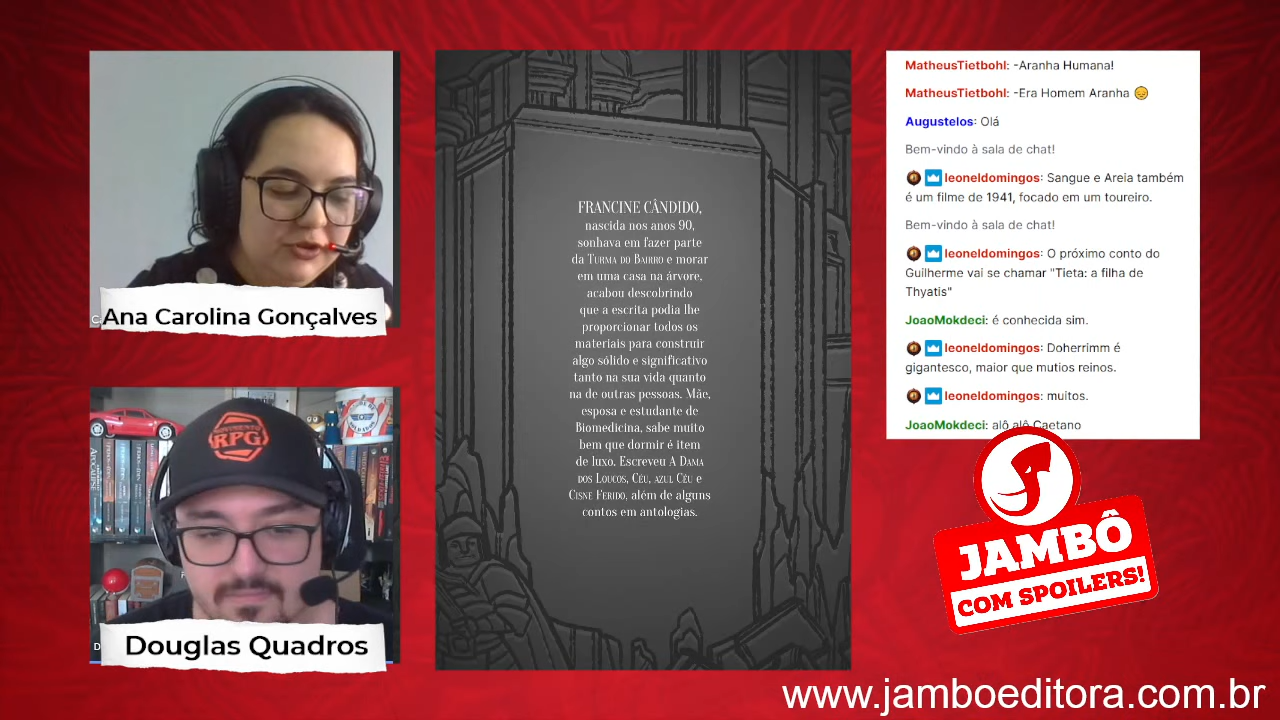 Ana Carolina Gonçalves
MOVIMENTO
RPG
APOCALIPSE
Douglas Quadros
FRANCINE CÂNDIDO,
nascida nos anos 90,
sonhava em fazer parte
da Turma do Bairro e morar
em uma casa na árvore,
acabou descobrindo
que a escrita podia lhe
proporcionar todos os
materiais para construir
algo sólido e significativo
tanto na sua vida quanto
na de outras pessoas. Mãe,
esposa e estudante de
Biomedicina, sabe muito
bem que dormir é item
de luxo. Escreveu A Dama
dos Loucos, Céu, azul Céu e
Cisne Ferido, além de alguns
contos em antologias.
MatheusTietbohl: -Aranha Humana!
MatheusTietbohl: -Era Homem Aranha 😔
Augustelos: Olá
Bem-vindo à sala de chat!
leoneldomingos: Sangue e Areia também
é um filme de 1941, focado em um toureiro.
Bem-vindo à sala de chat!
leoneldomingos: O próximo conto do
Guilherme vai se chamar "Tieta: a filha de
Thyatis"
JoaoMokdeci: é conhecida sim.
leoneldomingos: Doherrimm é
gigantesco, maior que mutios reinos.
leoneldomingos: muitos.
JoaoMokdeci: alô alô Caetano
JAMBÔ
COM SPOILERS!
www.jamboeditora.com.br